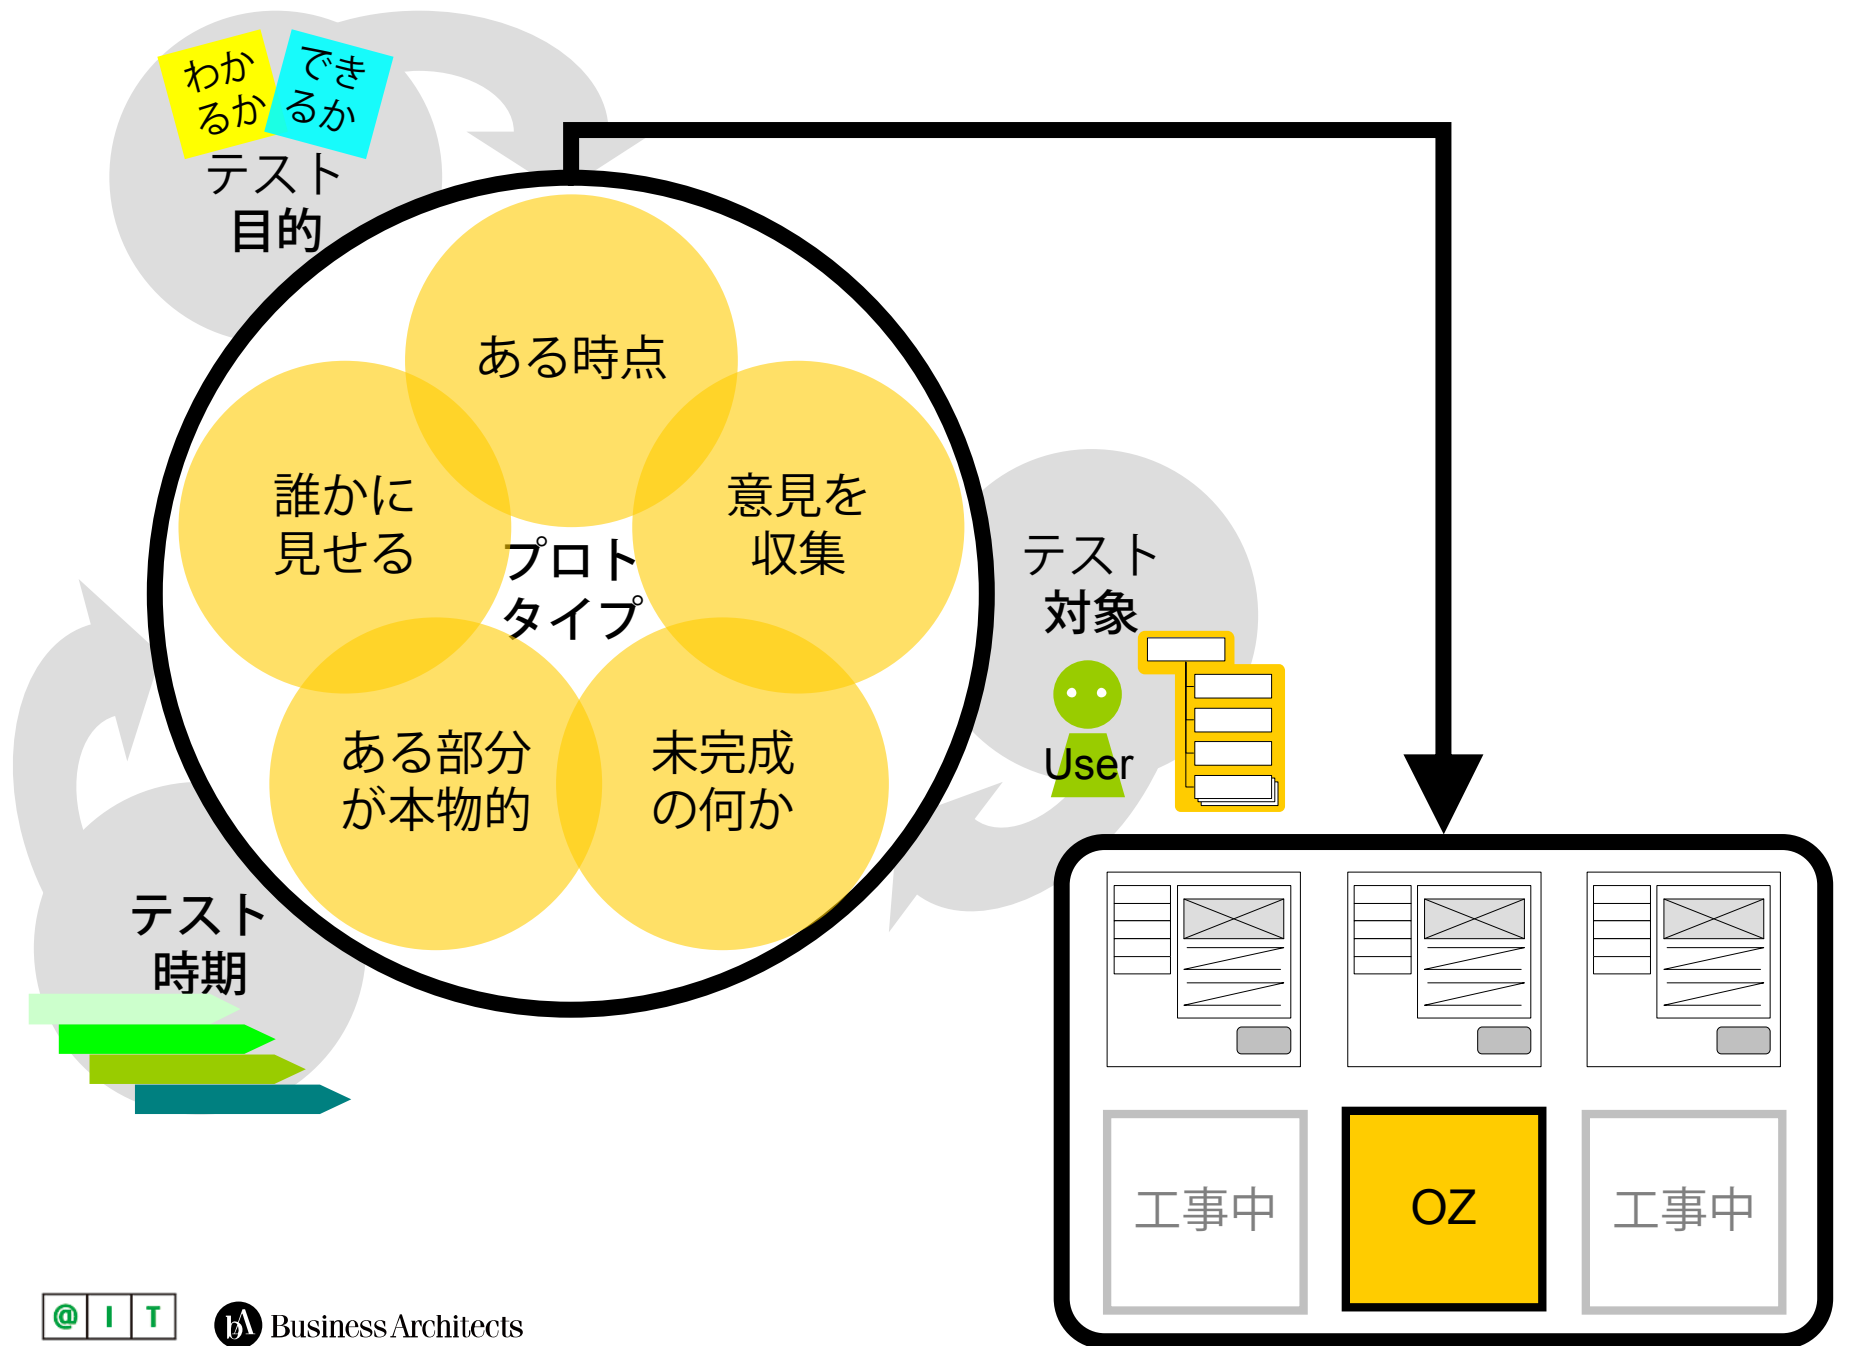 わか
るか
でき
るか
テスト
目的
ある時点
誰かに
見せる
意見を
収集
プロト
タイプ
ある部分
が本物的
未完成
の何か
テスト
対象
User
テスト
時期
工事中
OZ
工事中
@IT
bA Business Architects